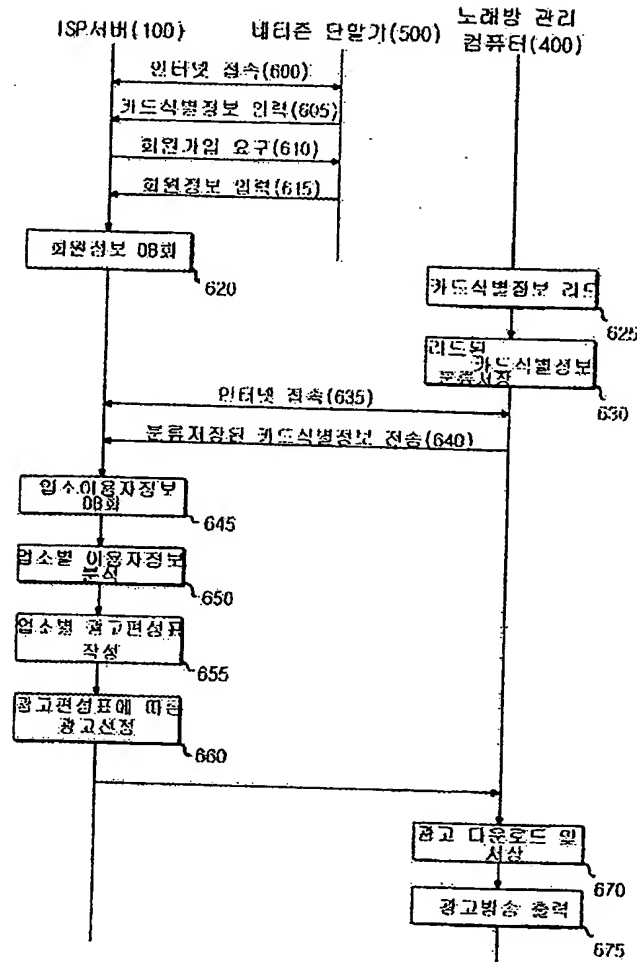 ISP서버(100)
네티즌 단말기(500)
노래방 관리
컴퓨터(400)
인터넷 접속(600)
카드식별정보 입력(605)
회원가입 요구(610)
회원정보 입력(615)
회원정보 DB화
620
카드식별정보 리드
625
리드된
카드식별정보
분류저장
630
인터넷 접속(635)
분류저장된 카드식별정보 전송(640)
업소이용자정보
DB화
645
업소별 이용자정보
분석
650
업소별 광고편성표
작성
655
광고편성표에 따른
광고선정
660
광고 다운로드 및
저장
670
광고방송 출력
675